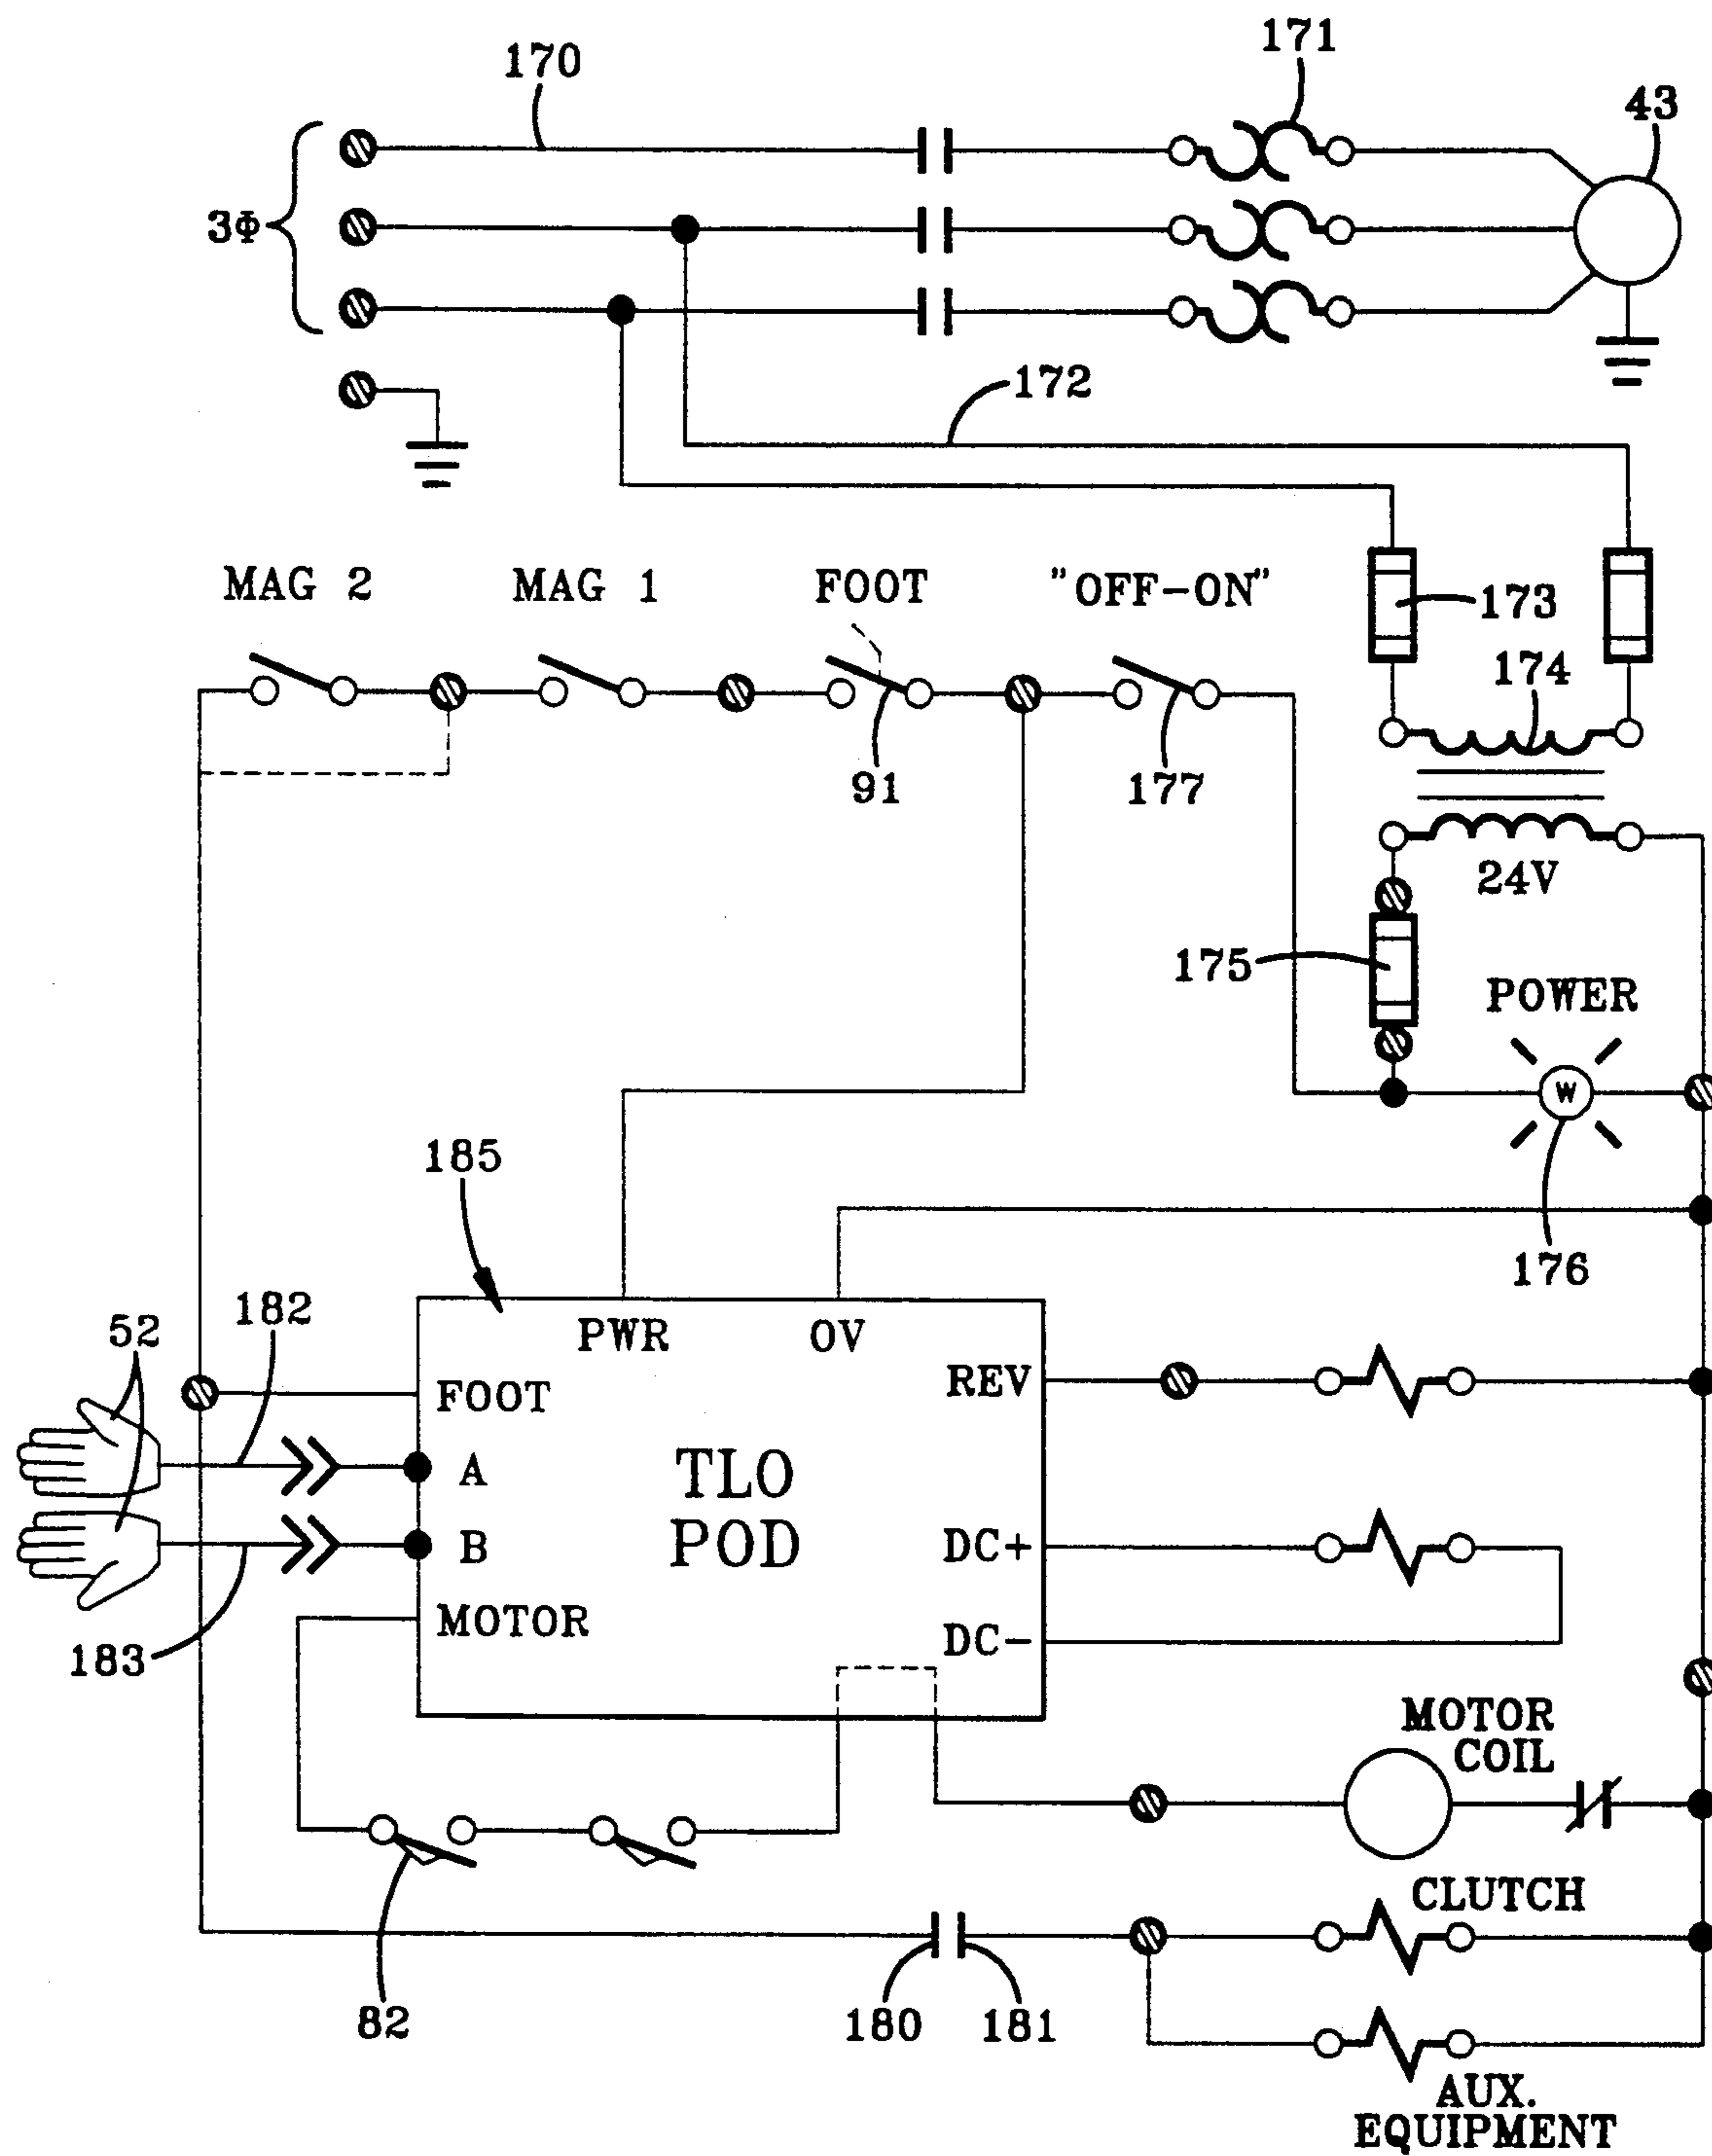 170
171
43
3Φ
172
MAG 2
MAG 1
FOOT
"OFF-ON"
173
174
91
177
24V
175
POWER
W
185
176
182
52
PWR
OV
FOOT
REV
A
TLO
POD
B
DC+
MOTOR
DC-
183
MOTOR
COIL
CLUTCH
82
180
181
AUX.
EQUIPMENT